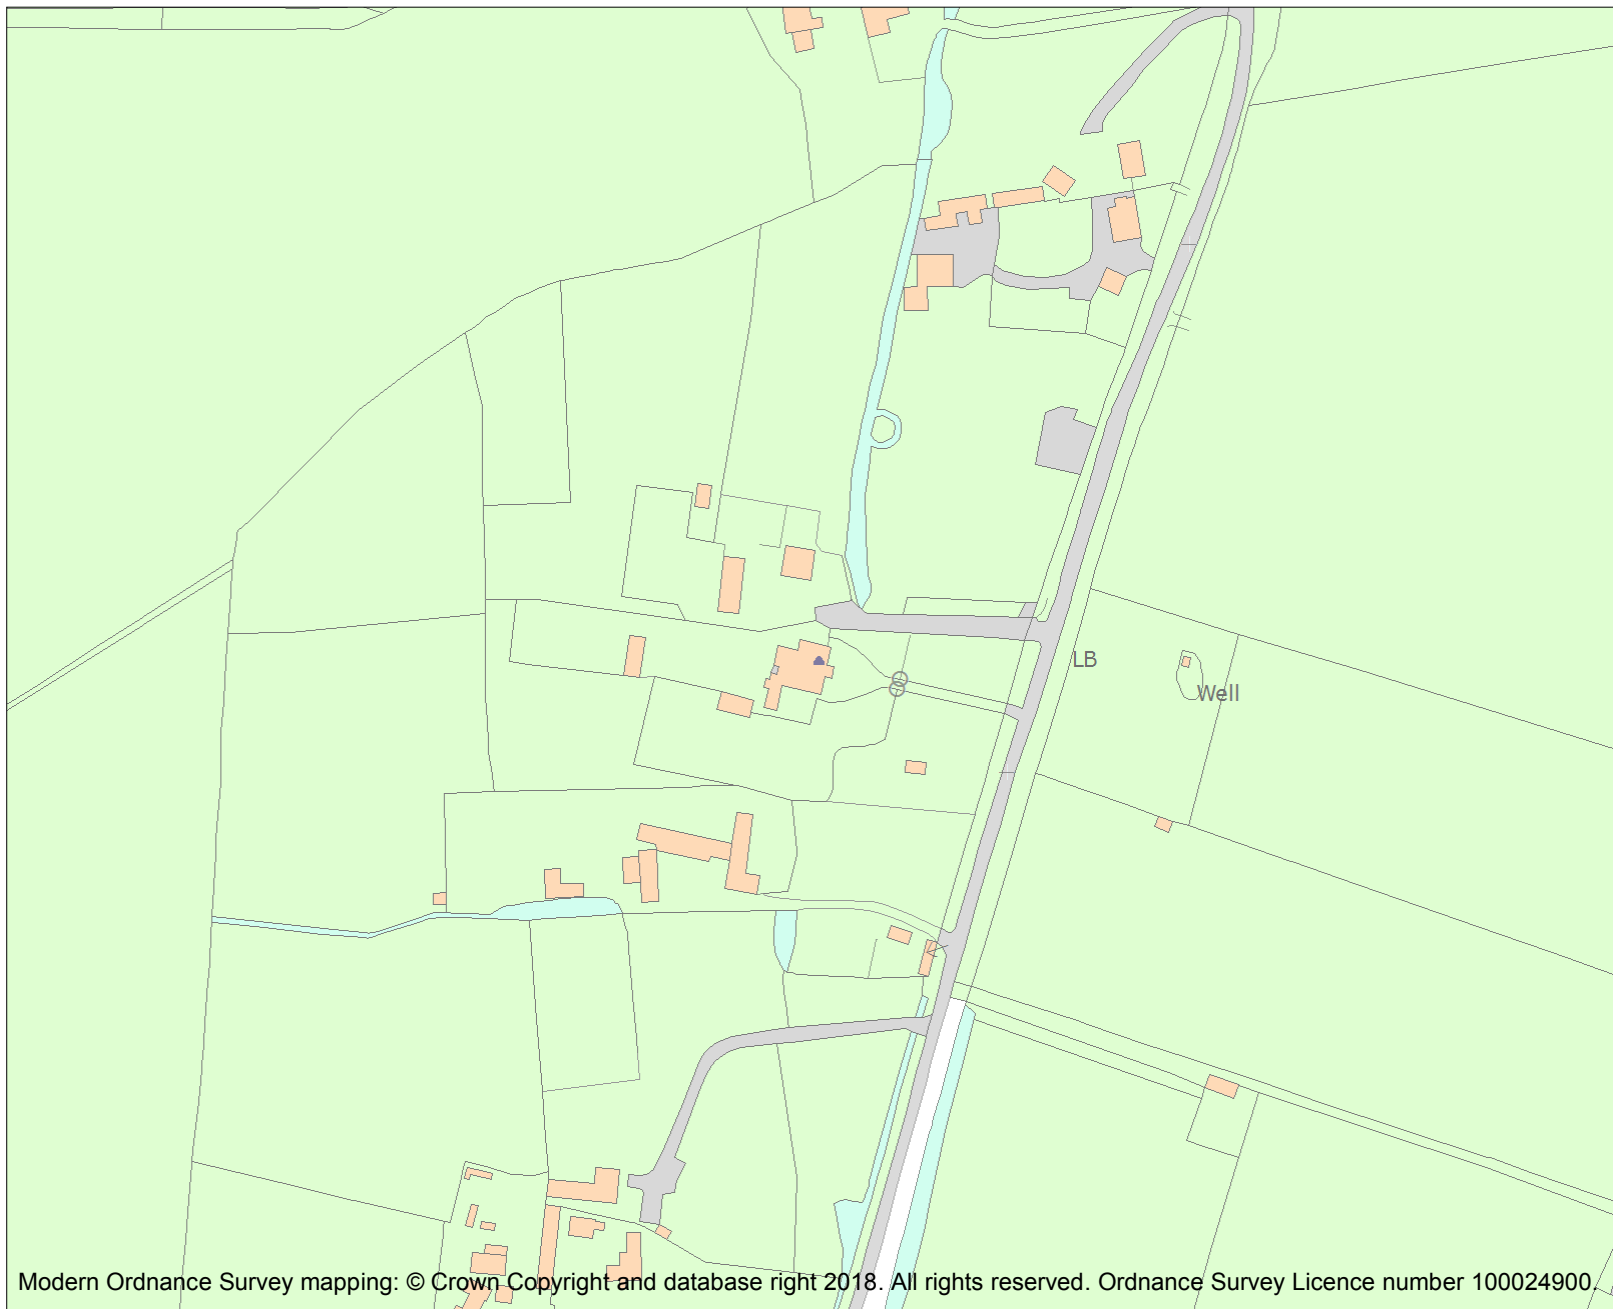 LB
Well
Modern Ordnance Survey mapping: © Crown Copyright and database right 2018. All rights reserved. Ordnance Survey Licence number 100024900.